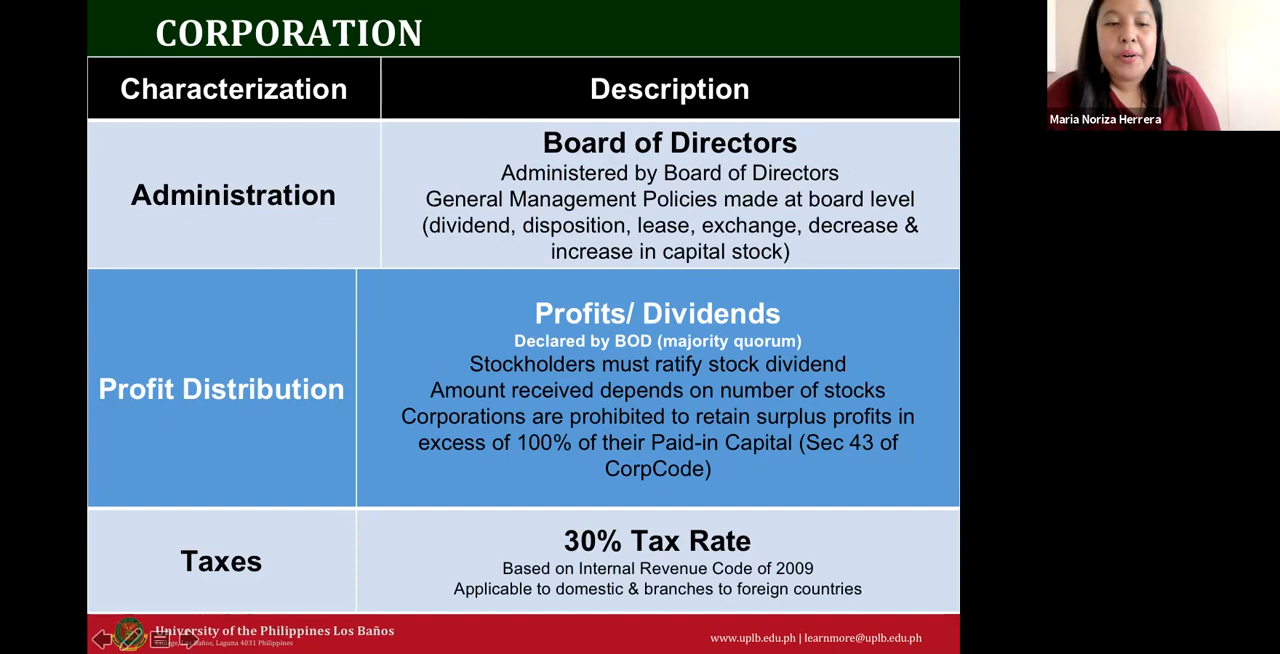 CORPORATION
Characterization
Description
Administration
Board of Directors
Administered by Board of Directors
General Management Policies made at board level
(dividend, disposition, lease, exchange, decrease &
increase in capital stock)
Profit Distribution
Profits/ Dividends
Declared by BOD (majority quorum)
Stockholders must ratify stock dividend
Amount received depends on number of stocks
Corporations are prohibited to retain surplus profits in
excess of 100% of their Paid-in Capital (Sec 43 of
CorpCode)
Taxes
30% Tax Rate
Based on Internal Revenue Code of 2009
Applicable to domestic & branches to foreign countries
University of the Philippines Los Baños
Baños, Laguna 4031 Philippines
www.uplb.edu.ph | learnmore@uplb.edu.ph
Maria Noriza Herrera